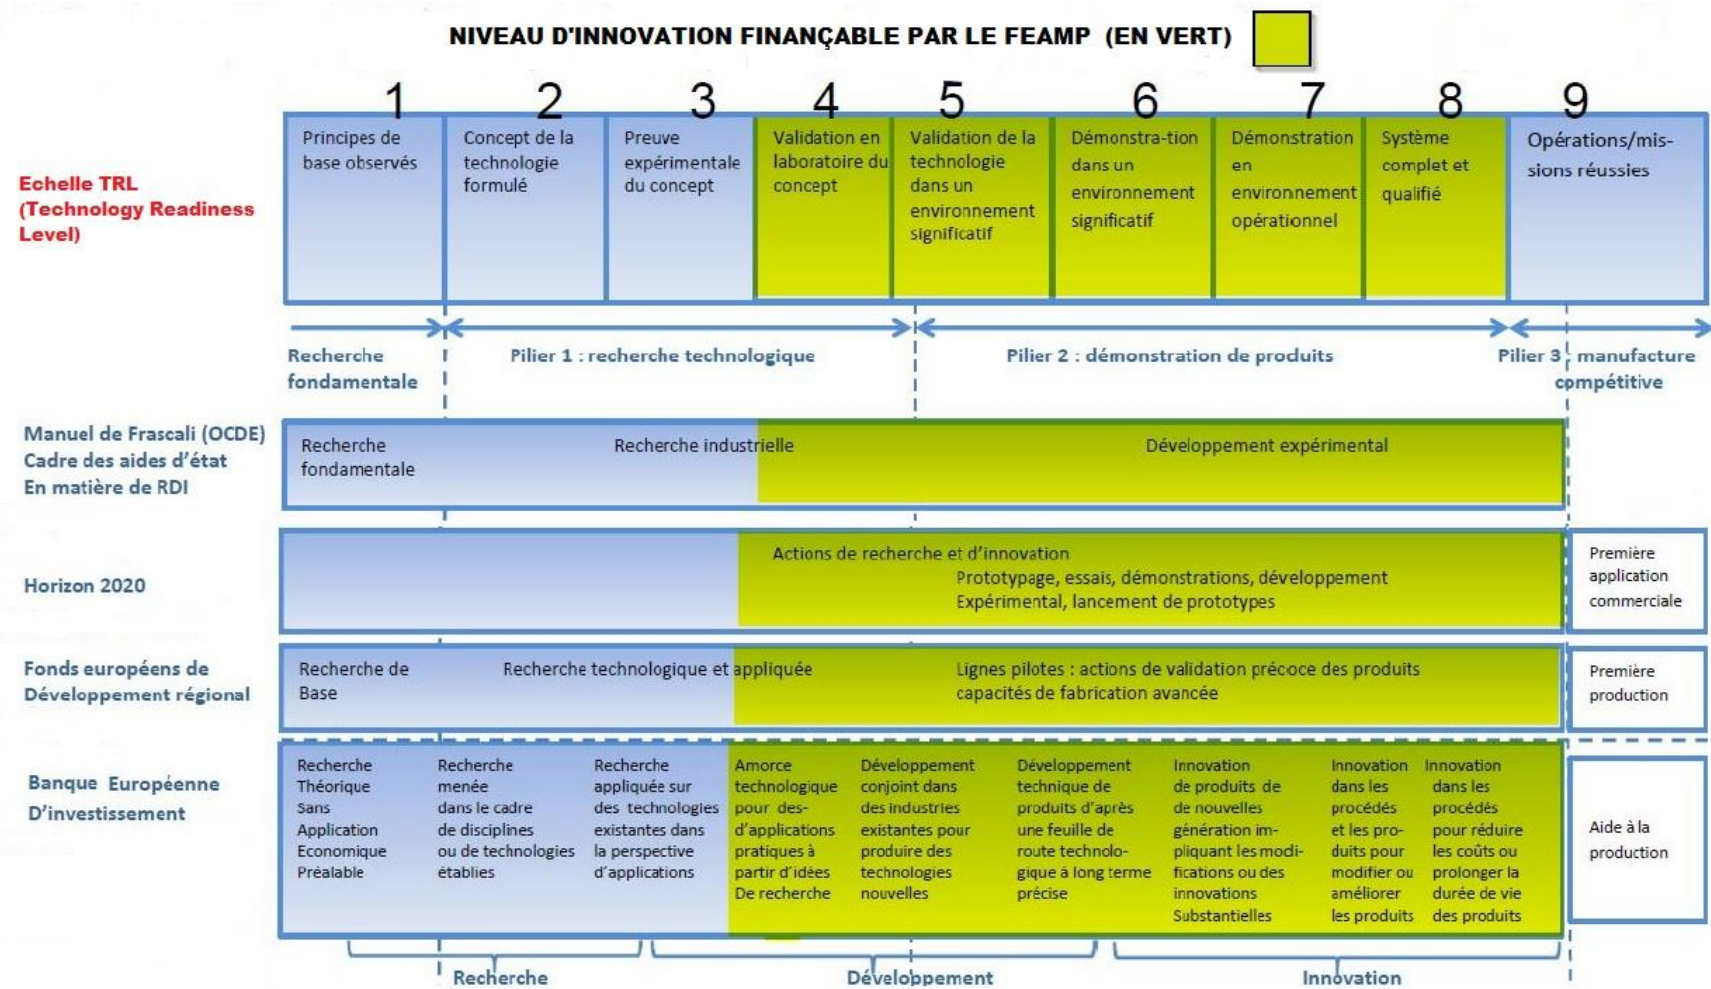 NIVEAU D'INNOVATION FINANÇABLE PAR LE FEAMP (EN VERT)
1 2 3 4 5 6 7 8 9
Echelle TRL
(Technology Readiness
Level)
Principes de
base observés
Concept de la
technologie
formulé
Preuve
expérimentale
du concept
Validation en
laboratoire du
concept
Validation de la
technologie
dans un
environnement
significatif
Démonstra-tion
dans un
environnement
significatif
Démonstration
en
environnement
opérationnel
Système
complet et
qualifié
Opérations/mis-
sions réussies
Recherche
fondamentale
Pilier 1 : recherche technologique
Pilier 2 : démonstration de produits
Pilier 3 : manufacture
compétitive
Manuel de Frascali (OCDE)
Cadre des aides d'état
En matière de RDI
Recherche
fondamentale
Recherche industrielle
Développement expérimental
Horizon 2020
Actions de recherche et d'innovation
Prototypage, essais, démonstrations, développement
Expérimental, lancement de prototypes
Première
application
commerciale
Fonds européens de
Développement régional
Recherche de
Base
Recherche technologique et appliquée
Lignes pilotes : actions de validation précoce des produits
capacités de fabrication avancée
Première
production
Banque Européenne
D'investissement
Recherche
Théorique
Sans
Application
Economique
Préalable
Recherche
menée
dans le cadre
de disciplines
ou de technologies
établies
Recherche
appliquée sur
des technologies
existantes dans
la perspective
d'applications
Amorce
technologique
pour des-
d'applications
pratiques à
partir d'idées
De recherche
Développement
conjoint dans
des industries
existantes pour
produire des
technologies
nouvelles
Développement
technique de
produits d'après
une feuille de
route technolo-
gique à long terme
précise
Innovation
de produits de
de nouvelles
génération im-
pliquant les modi-
fications ou des
innovations
Substantielles
Innovation
dans les
procédés
et les pro-
duits pour
modifier ou
améliorer
les produits
Innovation
dans les
procédés
pour réduire
les coûts ou
prolonger la
durée de vie
des produits
Aide à la
production
Recherche
Développement
Innovation